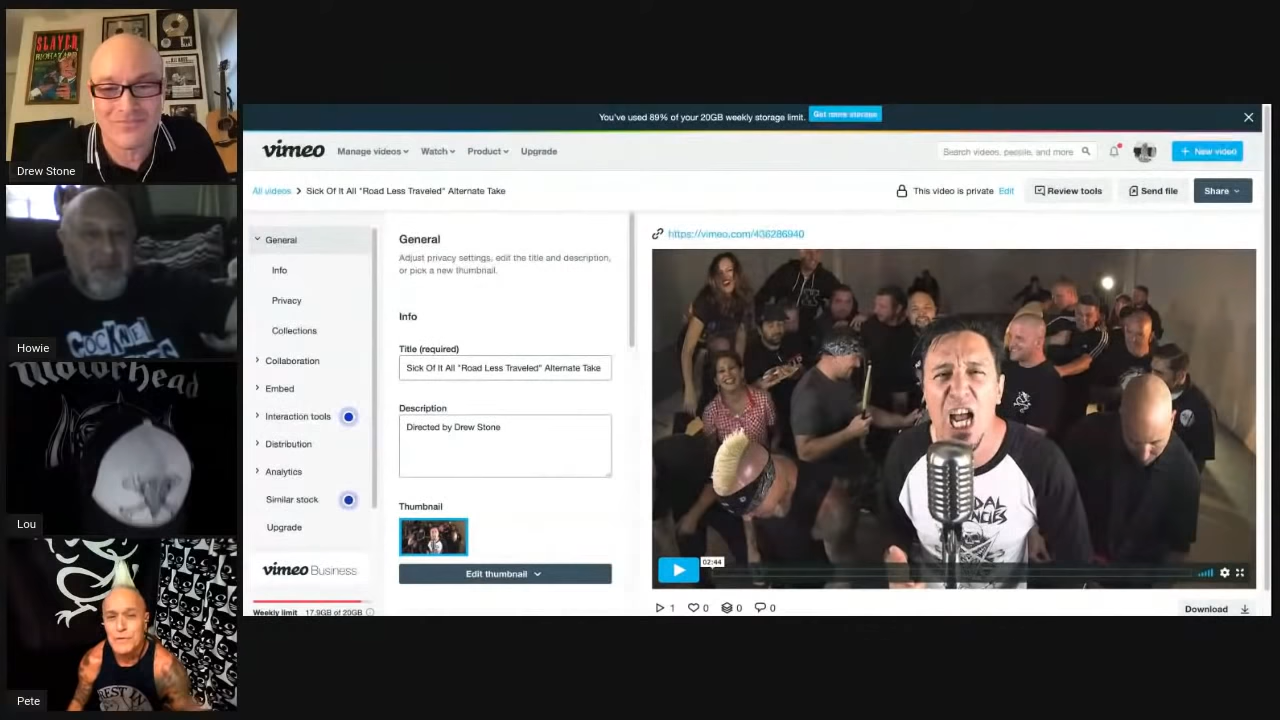 SLAYER
BIOHAZARD
Drew Stone
COCKNEY
Howie
Motorhead
Lou
REST IN
Pete
You've used 89% of your 20GB weekly storage limit.
Get more storage
vimeo
Manage videos
Watch
Product
Upgrade
Search videos, people, and more
+ New video
All videos > Sick Of It All "Road Less Traveled" Alternate Take
This video is private Edit
Review tools
Send file
Share
General
Info
Privacy
Collections
Collaboration
Embed
Interaction tools
Distribution
Analytics
Similar stock
Upgrade
vimeo Business
Weekly limit 17.9GB of 20GB
General
Adjust privacy settings, edit the title and description,
or pick a new thumbnail.
Info
Title (required)
Sick Of It All "Road Less Traveled" Alternate Take
Description
Directed by Drew Stone
Thumbnail
Edit thumbnail
https://vimeo.com/436286940
02:44
1
0
0
0
Download